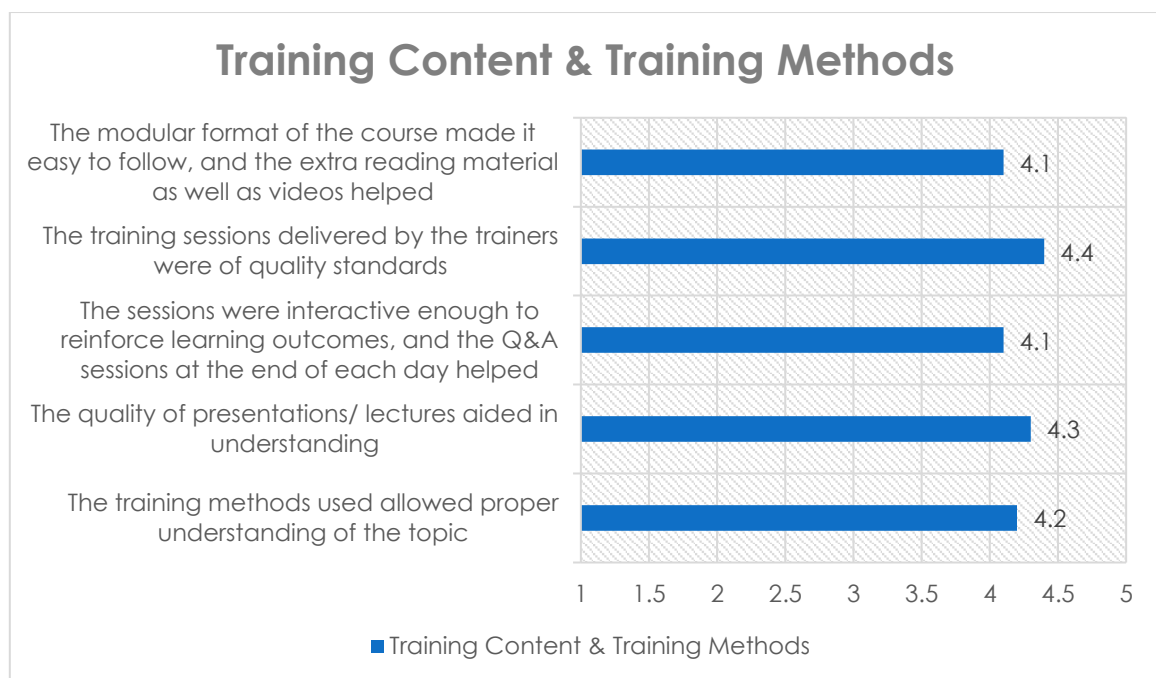 Training Content & Training Methods
The modular format of the course made it
easy to follow, and the extra reading material
as well as videos helped
4.1
The training sessions delivered by the trainers
were of quality standards
4.4
The sessions were interactive enough to
reinforce learning outcomes, and the Q&A
sessions at the end of each day helped
4.1
The quality of presentations/ lectures aided in
understanding
4.3
The training methods used allowed proper
understanding of the topic
4.2
1 1.5 2 2.5 3 3.5 4 4.5 5
Training Content & Training Methods